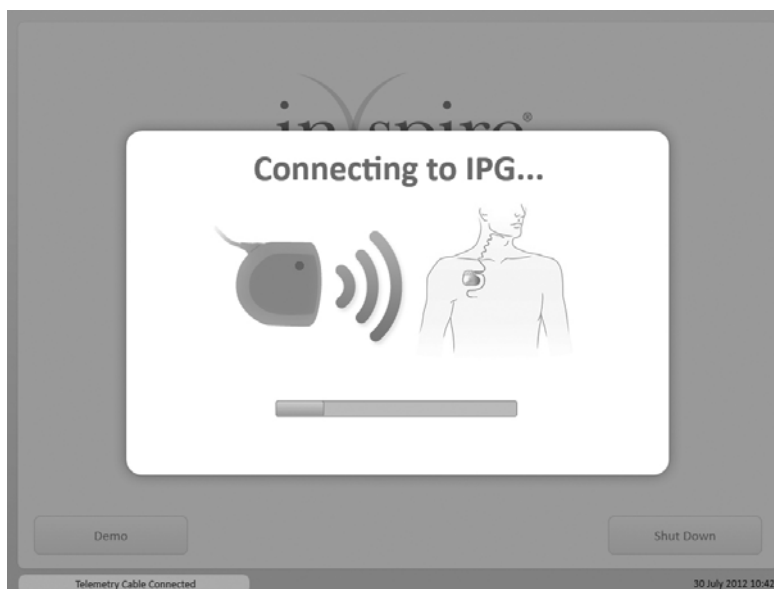 inspire®
Connecting to IPG...
Demo
Shut Down
Telemetry Cable Connected
30 July 2012 10:42